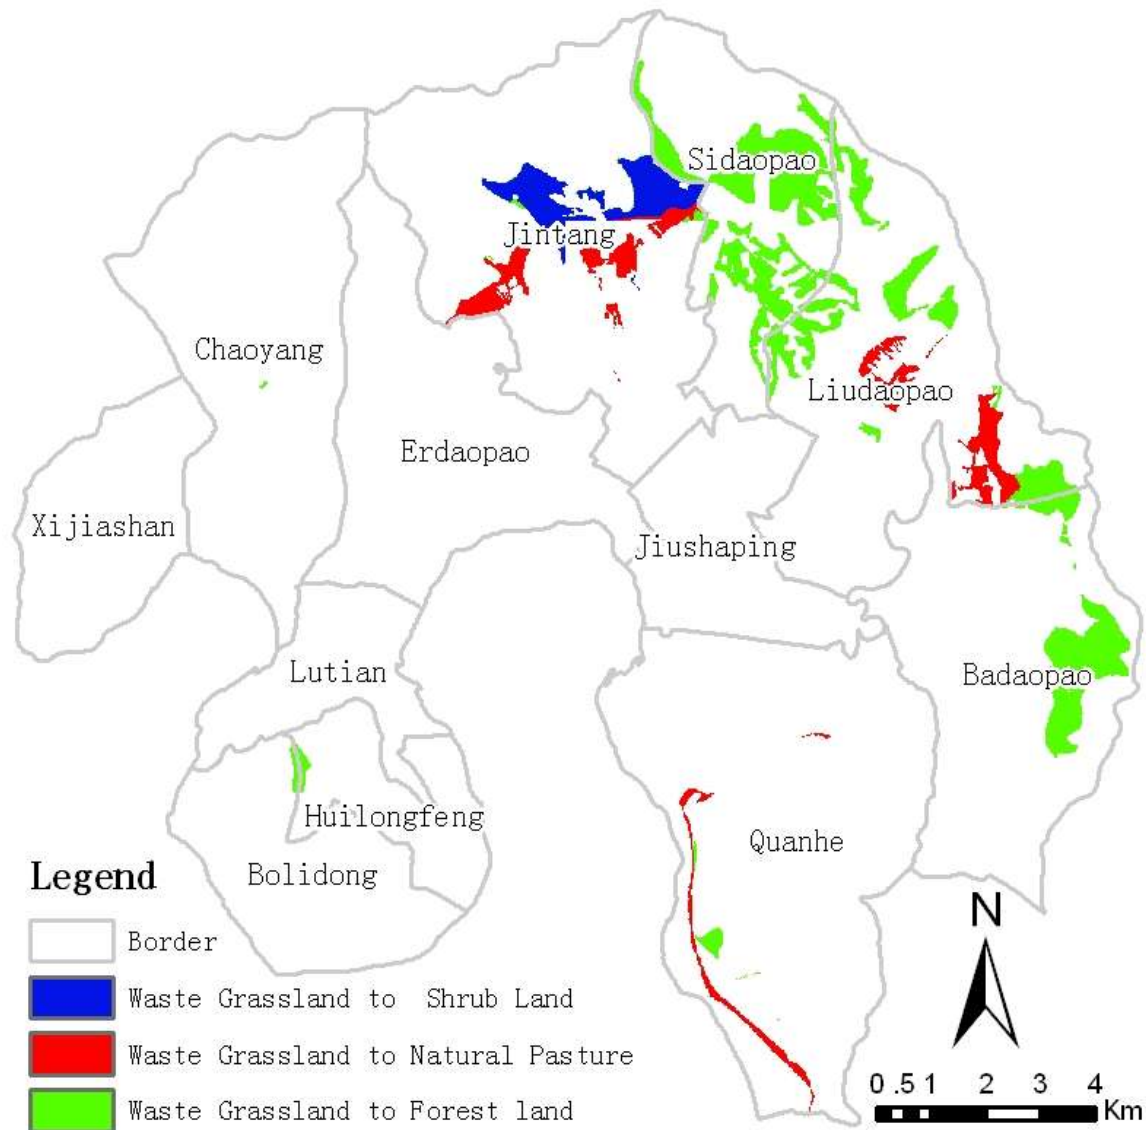 Sidaopao
Jintang
Chaoyang
Liudaopao
Erdaopao
Xijiashan
Jiushaping
Lutian
Badaopao
Huilongfeng
Quanhe
Bolidong
Legend
Border
Waste Grassland to Shrub Land
Waste Grassland to Natural Pasture
Waste Grassland to Forest land
N
0 .5 1 2 3 4
Km